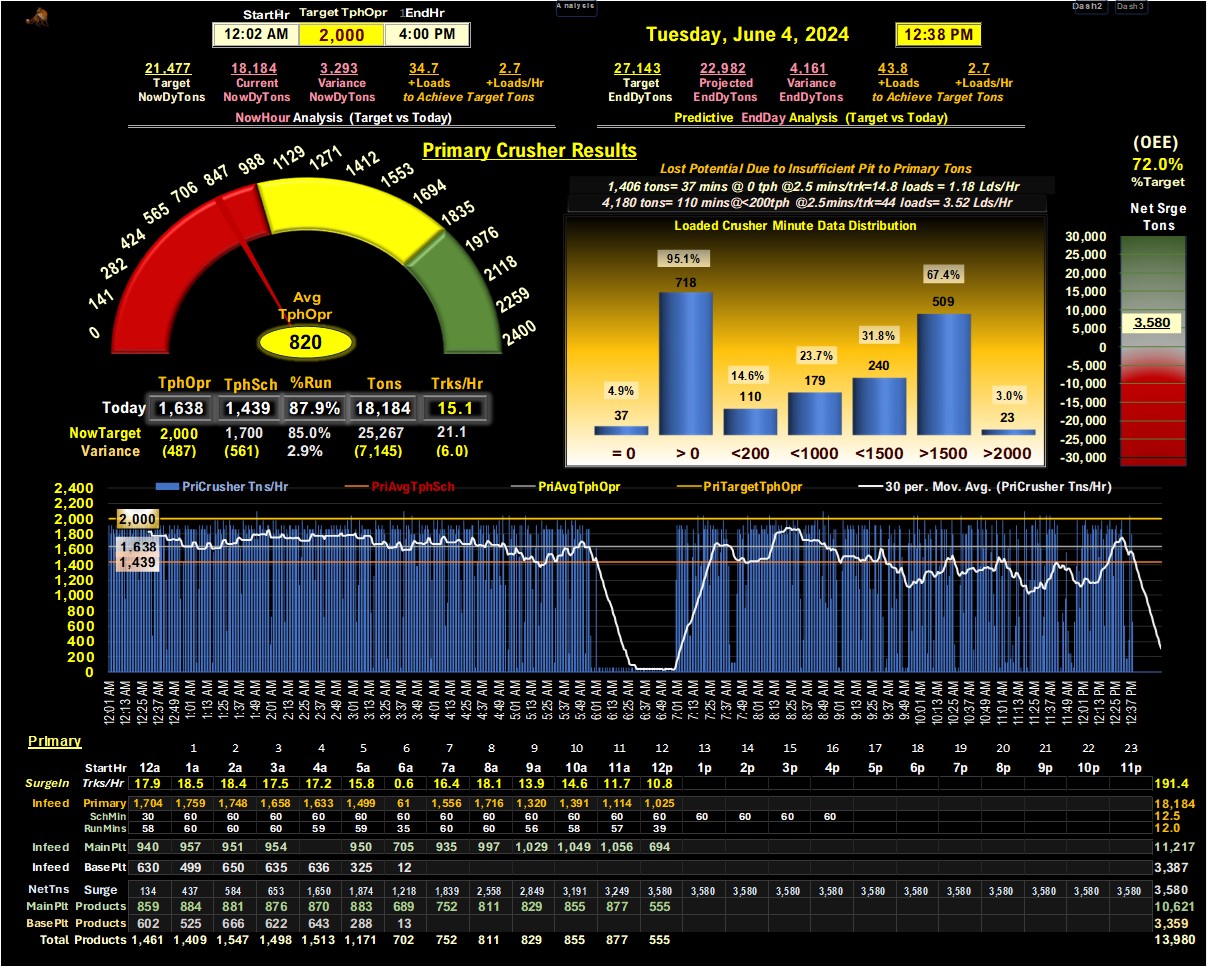 StartHr Target TphOpr 1EndHr Analysis Dash2 Dash3
12:02 AM 2,000 4:00 PM Tuesday, June 4, 2024 12:38 PM
21,477 18,184 3,293 34.7 2.7 27,143 22,982 4,161 43.8 2.7
Target Current Variance +Loads +Loads/Hr Target Projected Variance +Loads +Loads/Hr
NowDyTons NowDyTons NowDyTons to Achieve Target Tons EndDyTons EndDyTons EndDyTons to Achieve Target Tons
NowHour Analysis (Target vs Today) Predictive EndDay Analysis (Target vs Today)
Primary Crusher Results
0 141 282 424 565 706 847 988 1129 1271 1412 1553 1694 1835 1976 2118 2259 2400
Avg
TphOpr
820
Lost Potential Due to Insufficient Pit to Primary Tons
1,406 tons= 37 mins @ 0 tph @2.5 mins/trk=14.8 loads = 1.18 Lds/Hr
4,180 tons= 110 mins@<200tph @2.5mins/trk=44 loads= 3.52 Lds/Hr
Loaded Crusher Minute Data Distribution
4.9% 95.1% 14.6% 23.7% 31.8% 67.4% 3.0%
37 718 110 179 240 509 23
= 0 > 0 <200 <1000 <1500 >1500 >2000
(OEE)
72.0%
%Target
Net Srge
Tons
30,000
25,000
20,000
15,000
10,000
5,000
0
-5,000
-10,000
-15,000
-20,000
-25,000
-30,000
3,580
TphOpr TphSch %Run Tons Trks/Hr
Today 1,638 1,439 87.9% 18,184 15.1
NowTarget 2,000 1,700 85.0% 25,267 21.1
Variance (487) (561) 2.9% (7,145) (6.0)
PriCrusher Tns/Hr PriAvgTphSch PriAvgTphOpr PriTargetTphOpr 30 per. Mov. Avg. (PriCrusher Tns/Hr)
2,400
2,200
2,000
1,800
1,600
1,400
1,200
1,000
800
600
400
200
0
2,000
1,638
1,439
12:01 AM 12:13 AM 12:25 AM 12:37 AM 12:49 AM 1:01 AM 1:13 AM 1:25 AM 1:37 AM 1:49 AM 2:01 AM 2:13 AM 2:25 AM 2:37 AM 2:49 AM 3:01 AM 3:13 AM 3:25 AM 3:37 AM 3:49 AM 4:01 AM 4:13 AM 4:25 AM 4:37 AM 4:49 AM 5:01 AM 5:13 AM 5:25 AM 5:37 AM 5:49 AM 6:01 AM 6:13 AM 6:25 AM 6:37 AM 6:49 AM 7:01 AM 7:13 AM 7:25 AM 7:37 AM 7:49 AM 8:01 AM 8:13 AM 8:25 AM 8:37 AM 8:49 AM 9:01 AM 9:13 AM 9:25 AM 9:37 AM 9:49 AM 10:01 AM 10:13 AM 10:25 AM 10:37 AM 10:49 AM 11:01 AM 11:13 AM 11:25 AM 11:37 AM 11:49 AM 12:01 PM 12:13 PM 12:25 PM 12:37 PM
Primary
1 2 3 4 5 6 7 8 9 10 11 12 13 14 15 16 17 18 19 20 21 22 23
StartHr 12a 1a 2a 3a 4a 5a 6a 7a 8a 9a 10a 11a 12p 1p 2p 3p 4p 5p 6p 7p 8p 9p 10p 11p
SurgeIn Trks/Hr 17.9 18.5 18.4 17.5 17.2 15.8 0.6 16.4 18.1 13.9 14.6 11.7 10.8 191.4
Infeed Primary 1,704 1,759 1,748 1,658 1,633 1,499 61 1,556 1,716 1,320 1,391 1,114 1,025 18,184
SchMin 30 60 60 60 60 60 60 60 60 60 60 60 60 60 60 60 60 12.5
RunMins 58 60 60 60 59 59 35 60 60 56 58 57 39 12.0
Infeed MainPlt 940 957 951 954 950 705 935 997 1,029 1,049 1,056 694 11,217
Infeed BasePlt 630 499 650 635 636 325 12 3,387
NetTns Surge 134 437 584 653 1,650 1,874 1,218 1,839 2,558 2,849 3,191 3,249 3,580 3,580 3,580 3,580 3,580 3,580 3,580 3,580 3,580 3,580 3,580 3,580 3,580
MainPlt Products 859 884 881 876 870 883 689 752 811 829 855 877 555 10,621
BasePlt Products 602 525 666 622 643 288 13 3,359
Total Products 1,461 1,409 1,547 1,498 1,513 1,171 702 752 811 829 855 877 555 13,980